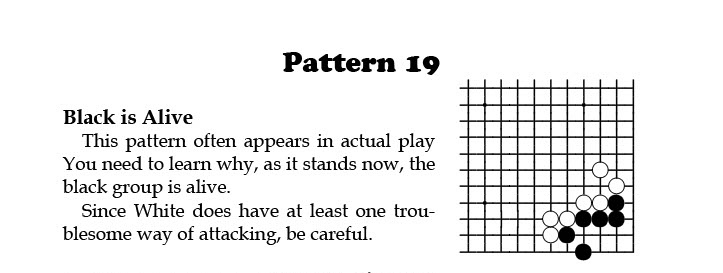 Pattern 19
Black is Alive
This pattern often appears in actual play
You need to learn why, as it stands now, the
black group is alive.
Since White does have at least one trou-
blesome way of attacking, be careful.